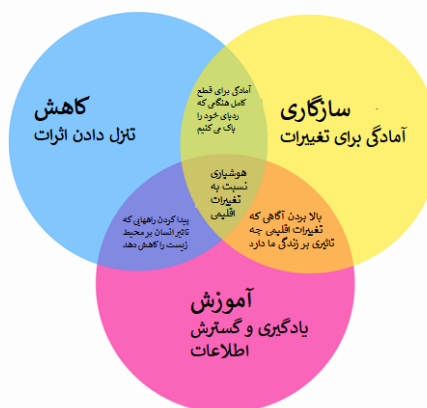 سازگاری
آمادگی برای تغییرات
کاهش
تنزل دادن اثرات
آمادگی برای قطع
کامل هنگامی که
ردپای خود را
پاک می کنیم
هوشیاری
نسبت به
تغییرات
اقلیمی
بالا بردن آگاهی که
تغییرات اقلیمی چه
تاثیری بر زندگی ما دارد
پیدا کردن راههایی که
تاثیر انسان بر محیط
زیست را کاهش دهد
آموزش
یادگیری و گسترش
اطلاعات